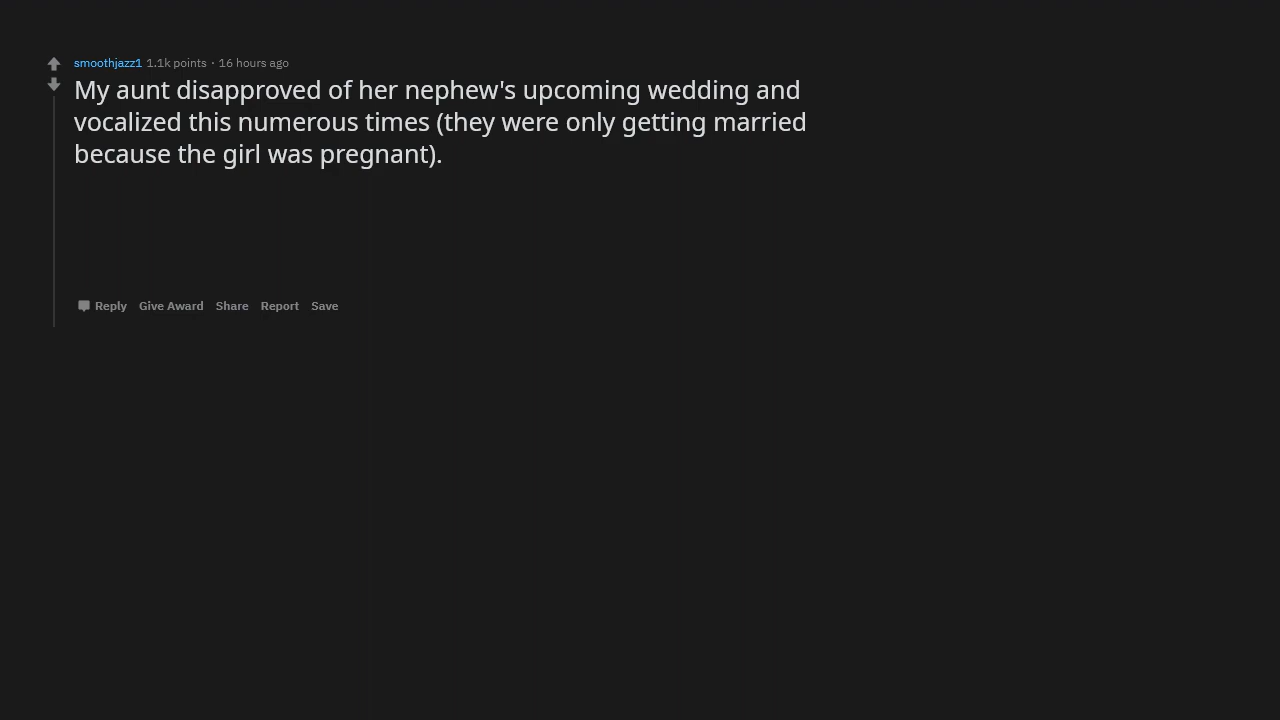 smoothjazz1 1.1k points · 16 hours ago
My aunt disapproved of her nephew's upcoming wedding and
vocalized this numerous times (they were only getting married
because the girl was pregnant).
Reply Give Award Share Report Save